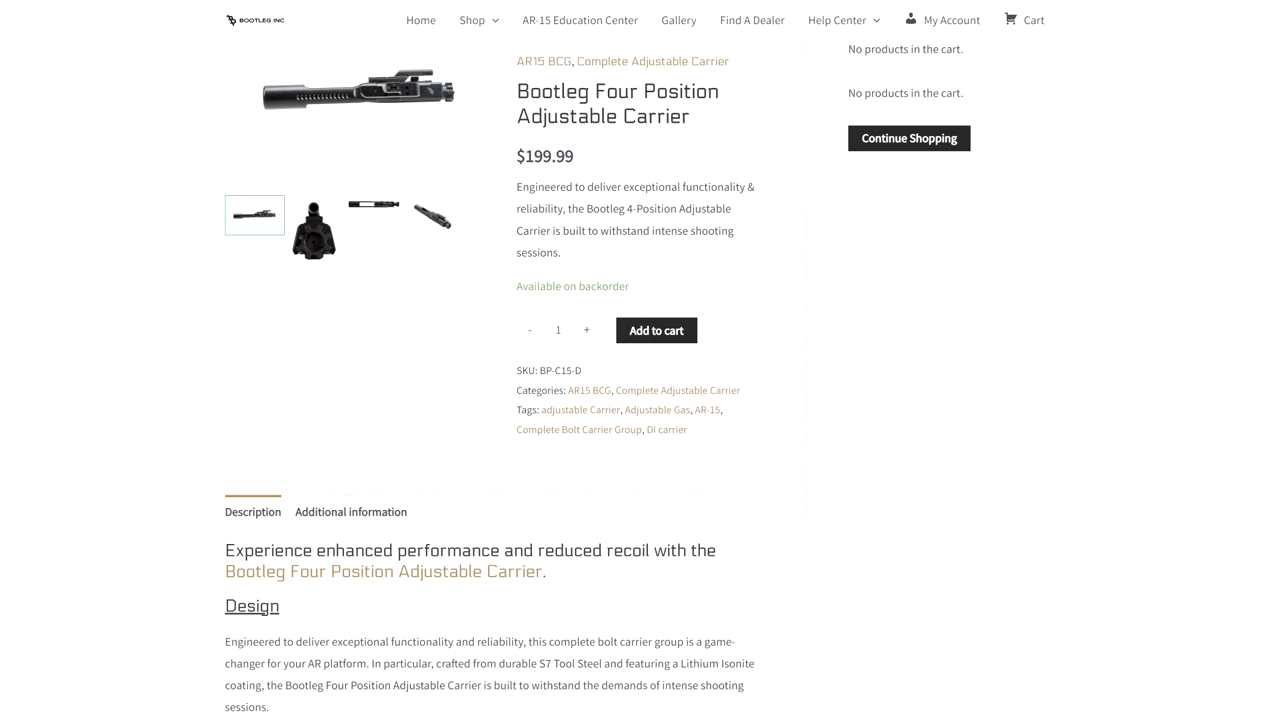 BOOTLEG INC
Home Shop AR-15 Education Center Gallery Find A Dealer Help Center My Account Cart
AR15 BCG, Complete Adjustable Carrier
Bootleg Four Position
Adjustable Carrier
$199.99
Engineered to deliver exceptional functionality &
reliability, the Bootleg 4-Position Adjustable
Carrier is built to withstand intense shooting
sessions.
Available on backorder
- 1 + Add to cart
SKU: BP-C15-D
Categories: AR15 BCG, Complete Adjustable Carrier
Tags: adjustable Carrier, Adjustable Gas, AR-15,
Complete Bolt Carrier Group, DI carrier
No products in the cart.
No products in the cart.
Continue Shopping
Description Additional information
Experience enhanced performance and reduced recoil with the
Bootleg Four Position Adjustable Carrier.
Design
Engineered to deliver exceptional functionality and reliability, this complete bolt carrier group is a game-
changer for your AR platform. In particular, crafted from durable S7 Tool Steel and featuring a Lithium Isonite
coating, the Bootleg Four Position Adjustable Carrier is built to withstand the demands of intense shooting
sessions.